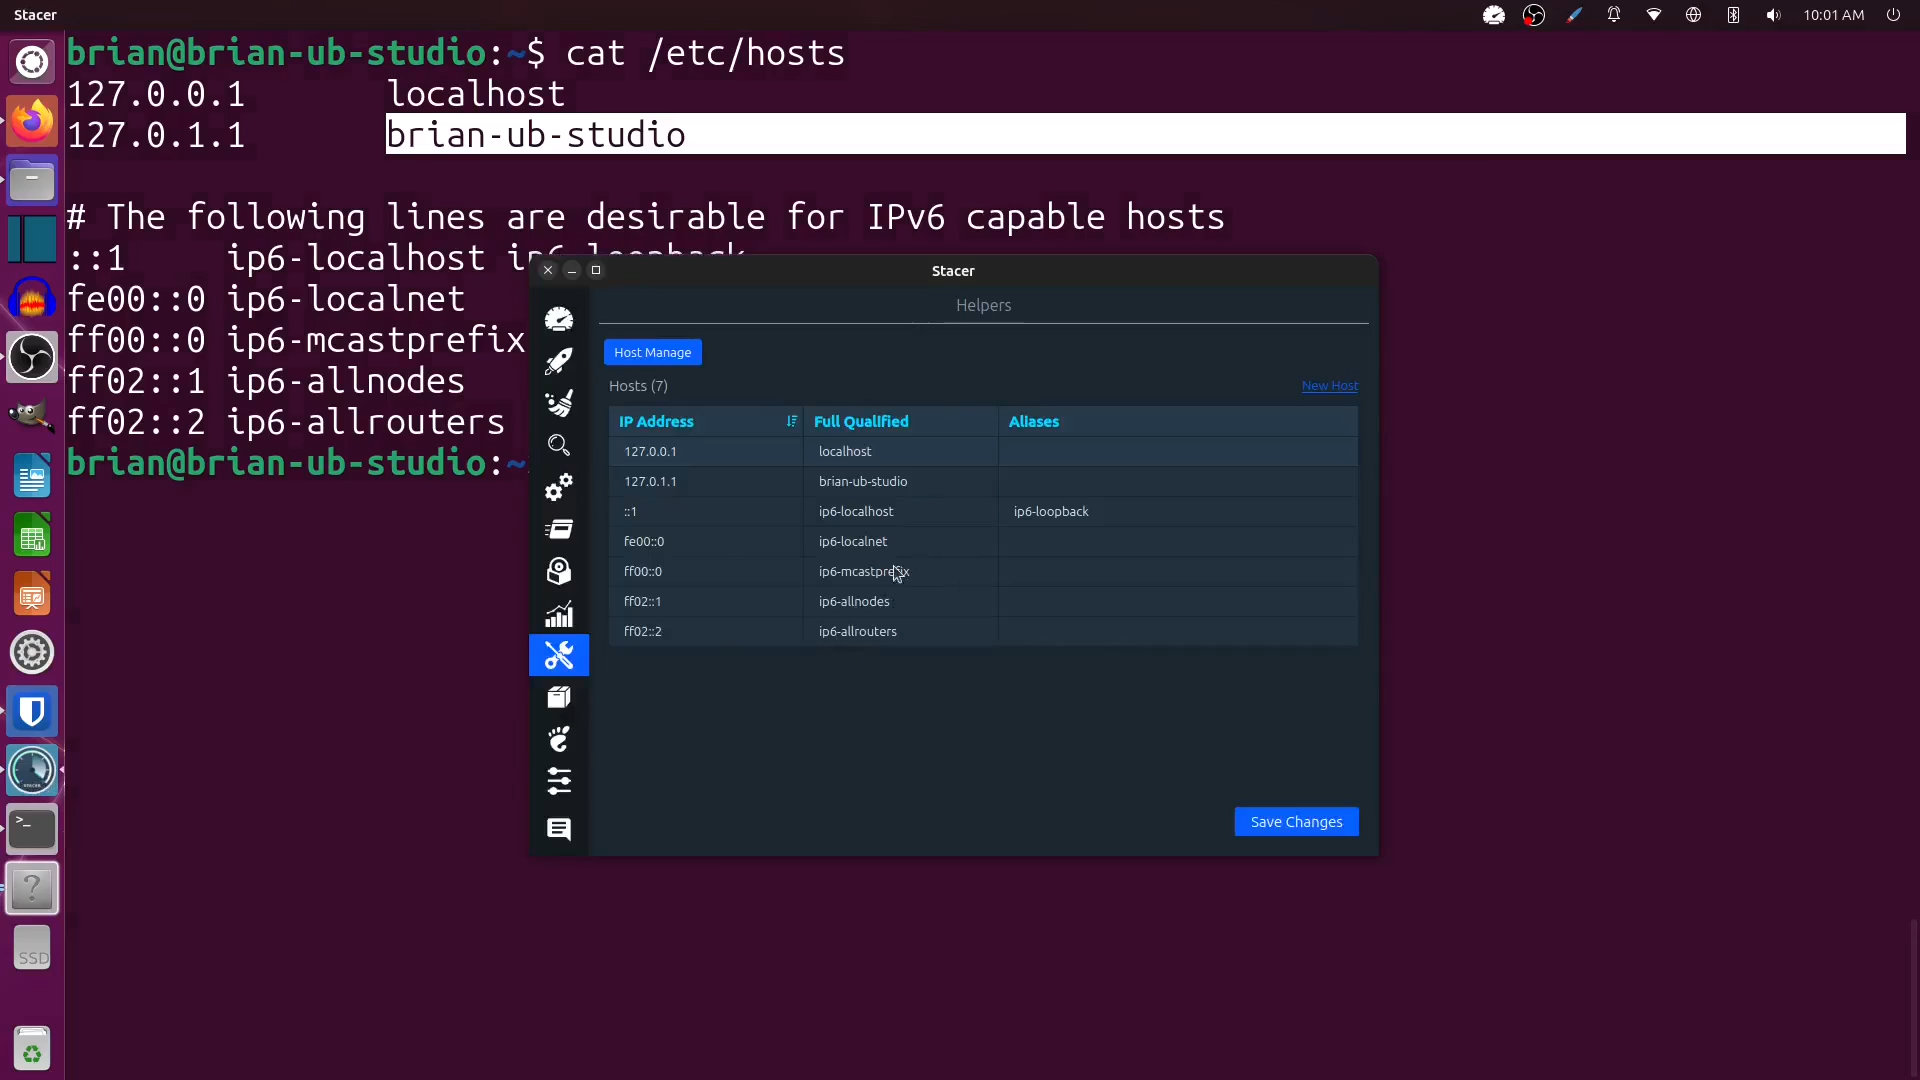 Stacer
10:01 AM
brian@brian-ub-studio:~$ cat /etc/hosts
127.0.0.1 localhost
127.0.1.1 brian-ub-studio
# The following lines are desirable for IPv6 capable hosts
::1 ip6-localhost ip6-loopback
fe00::0 ip6-localnet
ff00::0 ip6-mcastprefix
ff02::1 ip6-allnodes
ff02::2 ip6-allrouters
brian@brian-ub-studio:~
Stacer
Helpers
Host Manage
Hosts (7)
New Host
IP Address Full Qualified Aliases
127.0.0.1 localhost
127.0.1.1 brian-ub-studio
::1 ip6-localhost ip6-loopback
fe00::0 ip6-localnet
ff00::0 ip6-mcastprefix
ff02::1 ip6-allnodes
ff02::2 ip6-allrouters
Save Changes
>_
?
SSD